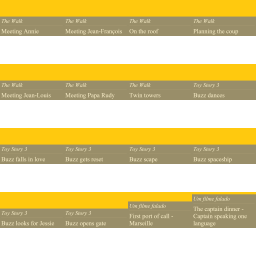 The Walk
Meeting Annie
The Walk
Meeting Jean-François
The Walk
On the roof
The Walk
Planning the coup
The Walk
Meeting Jean-Louis
The Walk
Meeting Papa Rudy
The Walk
Twin towers
Toy Story 3
Buzz dances
Toy Story 3
Buzz falls in love
Toy Story 3
Buzz gets reset
Toy Story 3
Buzz scape
Toy Story 3
Buzz spaceship
Toy Story 3
Buzz looks for Jessie
Toy Story 3
Buzz opens gate
Um filme falado
First port of call -
Marseille
Um filme falado
The captain dinner -
Captain speaking one
language